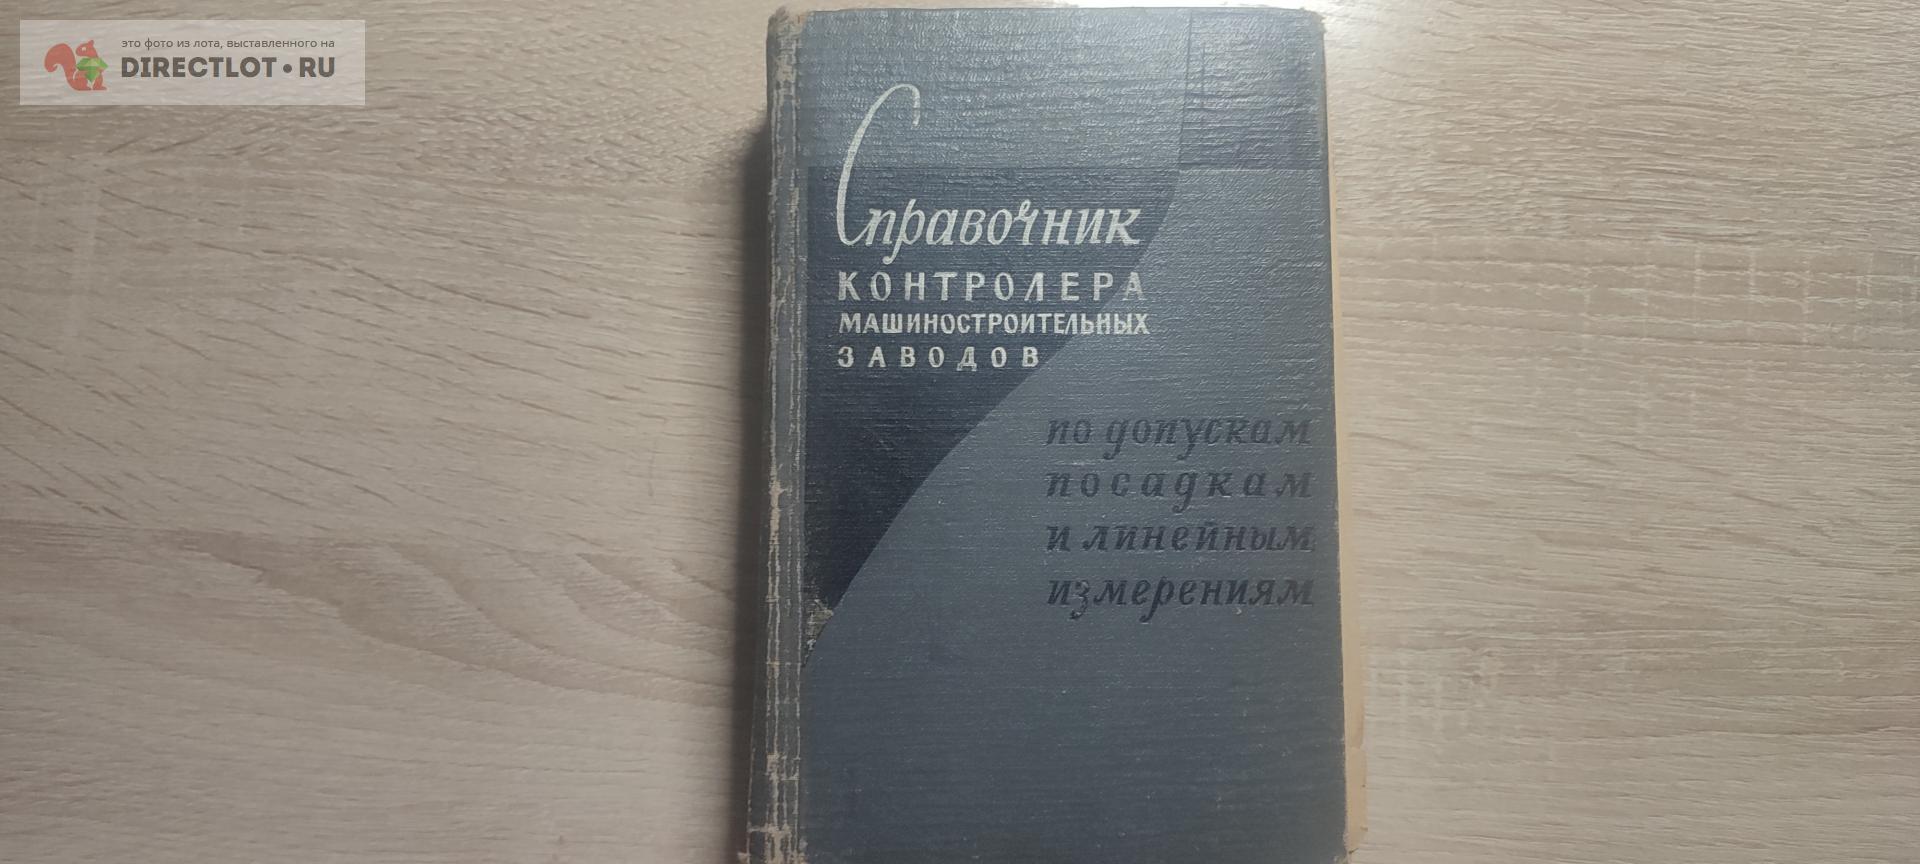 это фото из лота, выставленного на
DIRECTLOT•RU
Справочник
КОНТРОЛЕРА
МАШИНОСТРОИТЕЛЬНЫХ
ЗАВОДОВ
по допускам
посадкам
и линейным
измерениям